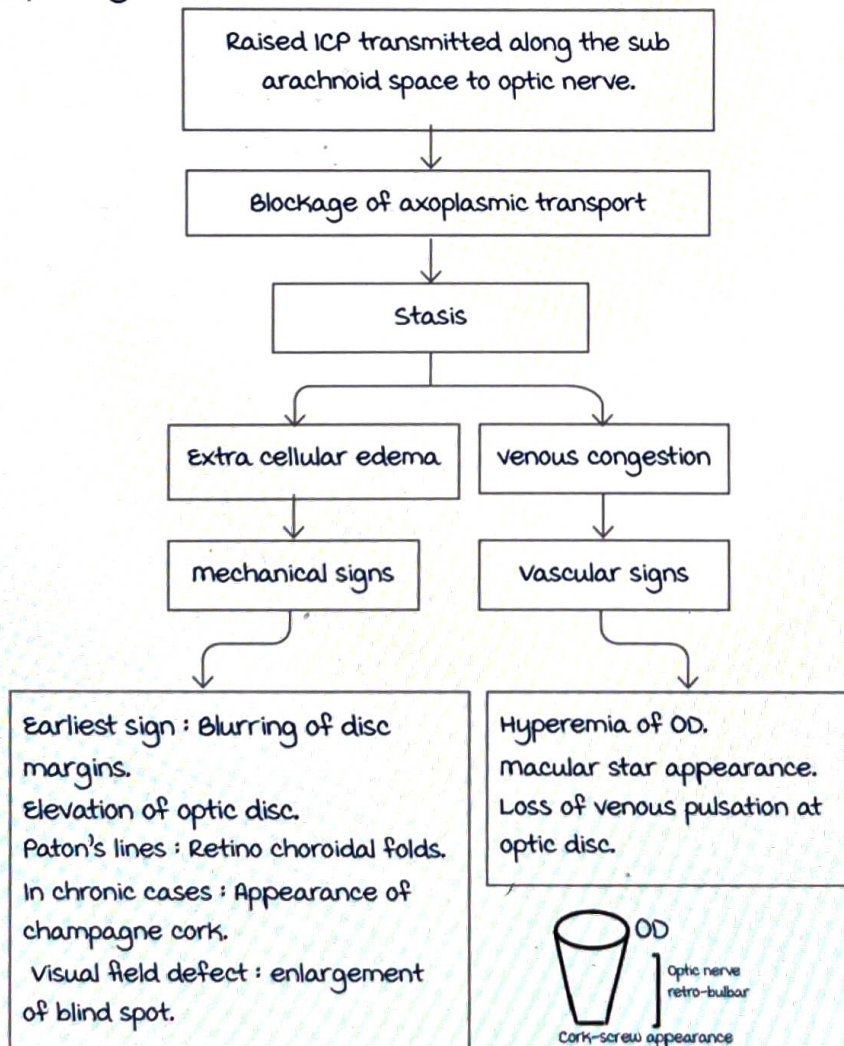 Raised ICP transmitted along the sub
arachnoid space to optic nerve.
Blockage of axoplasmic transport
Stasis
Extra cellular edema
venous congestion
mechanical signs
vascular signs
Earliest sign : Blurring of disc
margins.
Elevation of optic disc.
Paton's lines : Retino choroidal folds.
In chronic cases : Appearance of
champagne cork.
Visual field defect : enlargement
of blind spot.
Hyperemia of OD.
macular star appearance.
Loss of venous pulsation at
optic disc.
OD
Optic nerve
retro-bulbar
Cork-screw appearance